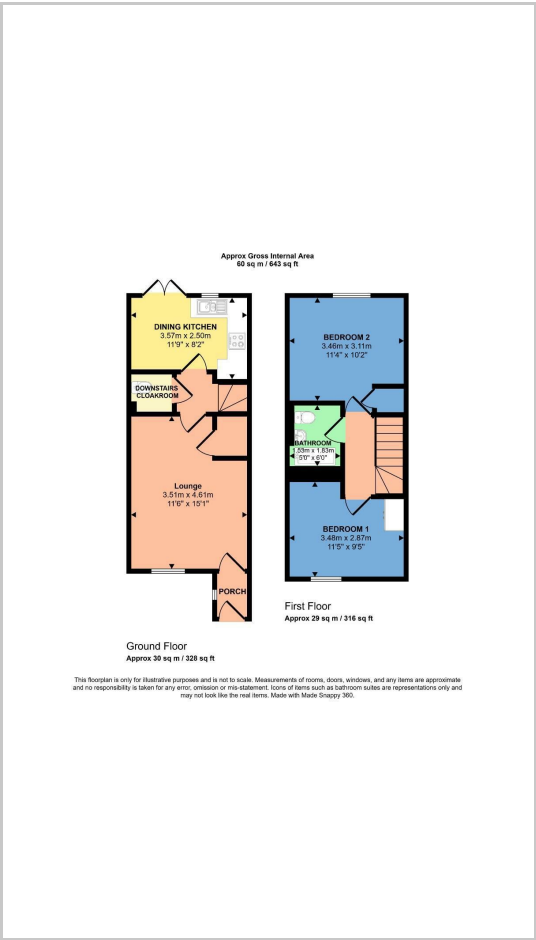 Approx Gross Internal Area
60 sq m / 643 sq ft
DINING KITCHEN
3.57m x 2.50m
11'9" x 8'2"
DOWNSTAIRS
CLOAKROOM
Lounge
3.51m x 4.61m
11'6" x 15'1"
PORCH
Ground Floor
Approx 30 sq m / 328 sq ft
BEDROOM 2
3.46m x 3.11m
11'4" x 10'2"
BATHROOM
1.53m x 1.83m
5'0" x 6'0"
BEDROOM 1
3.48m x 2.87m
11'5" x 9'5"
First Floor
Approx 29 sq m / 316 sq ft
This floorplan is only for illustrative purposes and is not to scale. Measurements of rooms, doors, windows, and any items are approximate
and no responsibility is taken for any error, omission or mis-statement. Icons of items such as bathroom suites are representations only and
may not look like the real items. Made with Made Snappy 360.